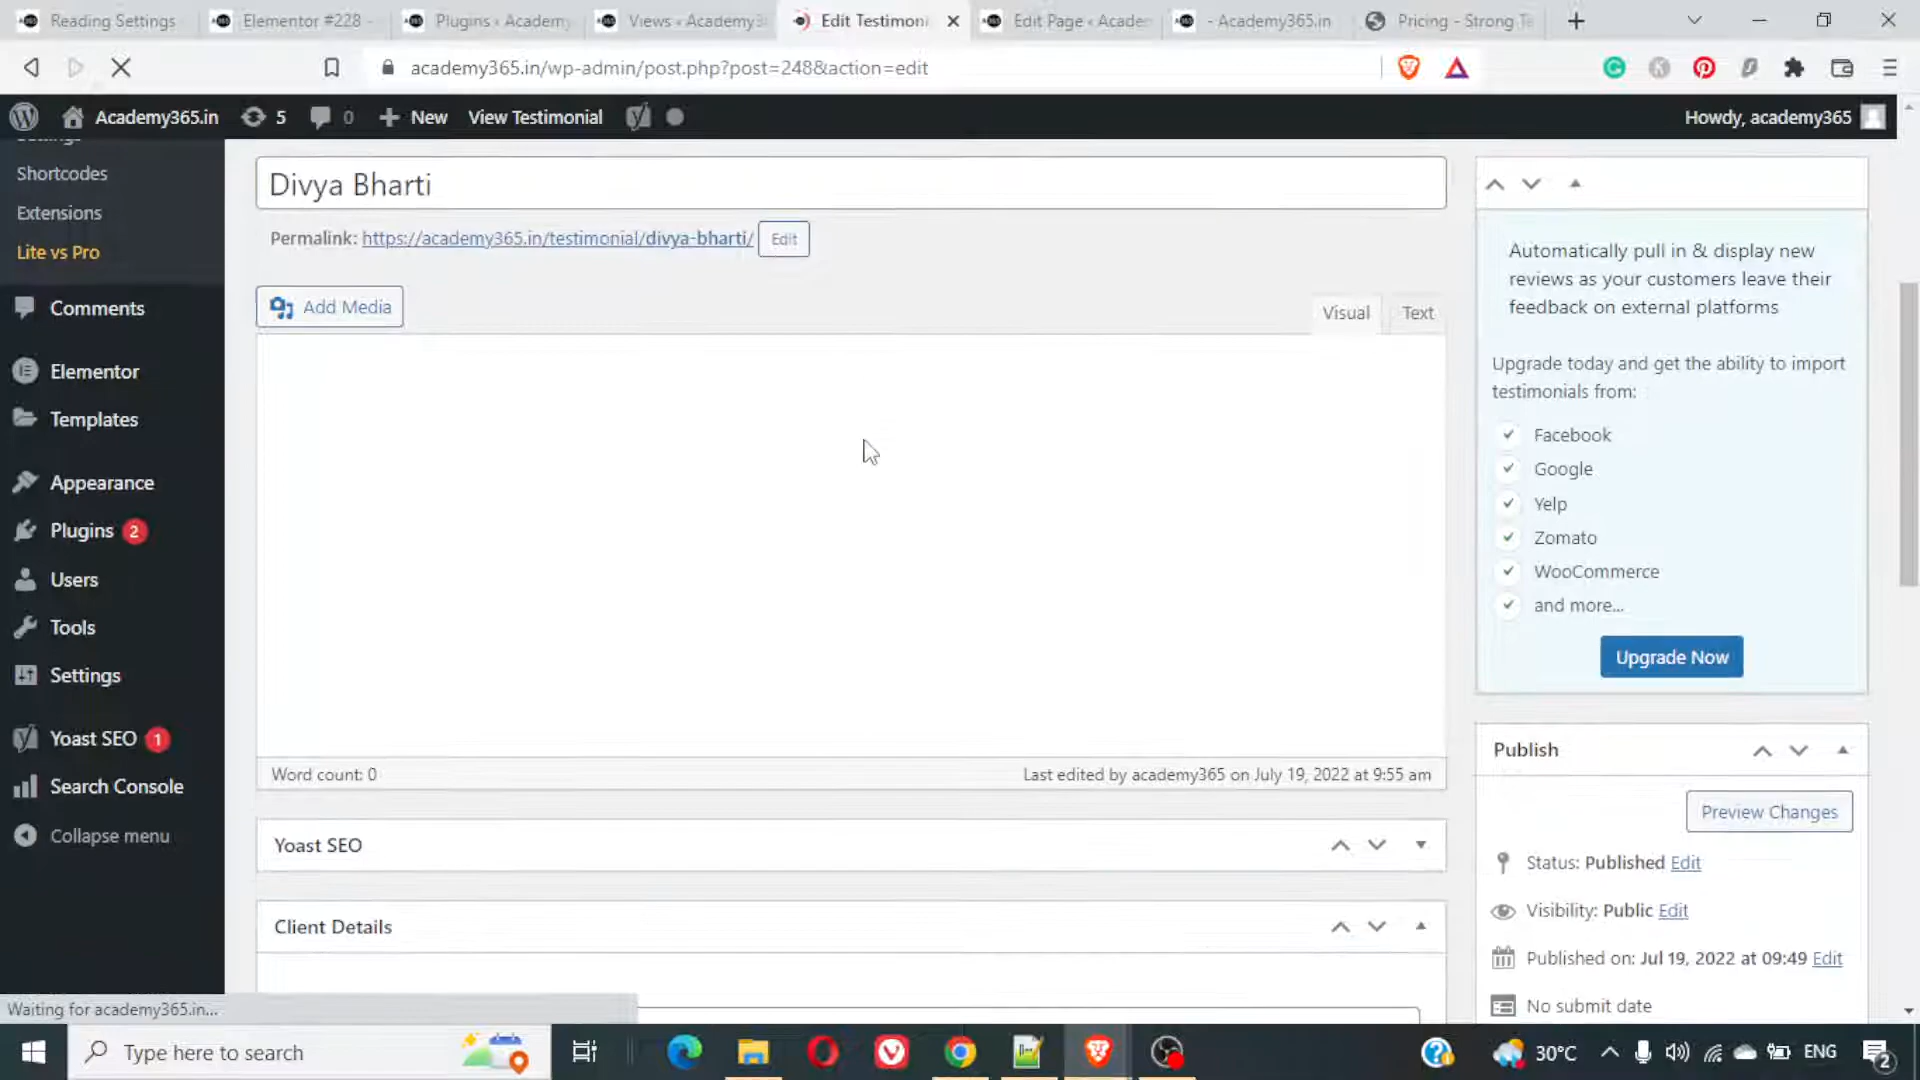 Reading Settings
Elementor #228 -
Plugins ‹ Academy
Views ‹ Academy3
Edit Testimoni
Edit Page ‹ Acade
- Academy365.in
Pricing - Strong Te
academy365.in/wp-admin/post.php?post=248&action=edit
Academy365.in
5
0
New
View Testimonial
Howdy, academy365
Shortcodes
Extensions
Lite vs Pro
Comments
Elementor
Templates
Appearance
Plugins 2
Users
Tools
Settings
Yoast SEO 1
Search Console
Collapse menu
Divya Bharti
Permalink: https://academy365.in/testimonial/divya-bharti/ Edit
Add Media
Visual
Text
Word count: 0
Last edited by academy365 on July 19, 2022 at 9:55 am
Yoast SEO
Client Details
Automatically pull in & display new
reviews as your customers leave their
feedback on external platforms
Upgrade today and get the ability to import
testimonials from:
Facebook
Google
Yelp
Zomato
WooCommerce
and more...
Upgrade Now
Publish
Preview Changes
Status: Published Edit
Visibility: Public Edit
Published on: Jul 19, 2022 at 09:49 Edit
No submit date
Waiting for academy365.in...
Type here to search
30°C
ENG
2